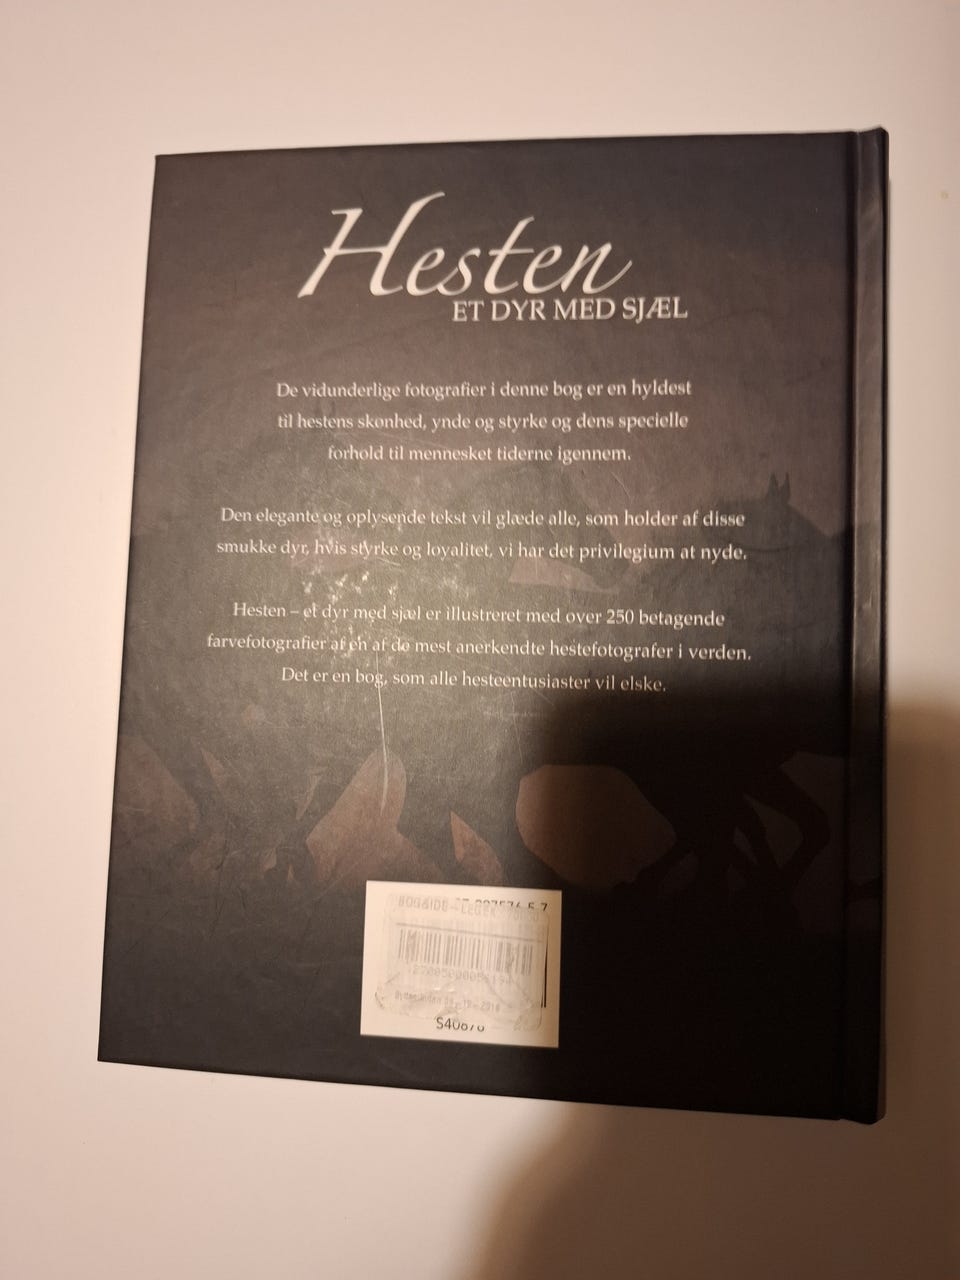 Hesten
ET DYR MED SJÆL
De vidunderlige fotografier i denne bog er en hyldest
til hestens skønhed, ynde og styrke og dens specielle
forhold til mennesket tiderne igennem.
Den elegante og oplysende tekst vil glæde alle, som holder af disse
smukke dyr, hvis styrke og loyalitet, vi har det privilegium at nyde.
Hesten – et dyr med sjæl er illustreret med over 250 betagende
farvefotografier af én af de mest anerkendte hestefotografer i verden.
Det er en bog, som alle hesteentusiaster vil elske.
BOG&IDE